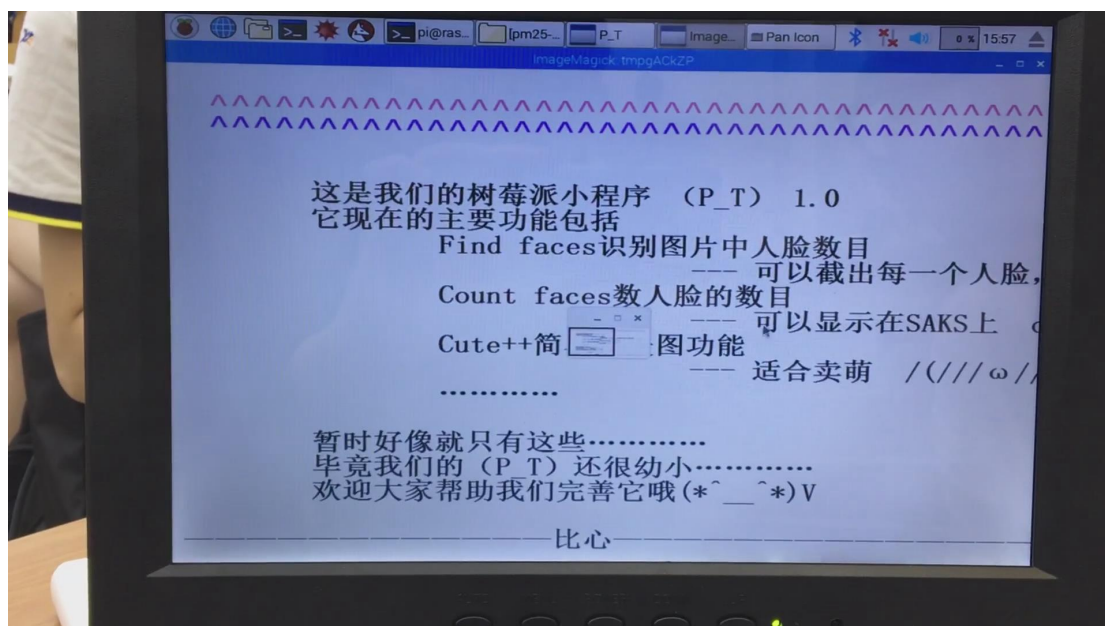 pi@ras...
[pm25-...
P_T
Image...
Pan Icon
0 %
15:57
ImageMagick: tmpgACkZP
^^^^^^^^^^^^^^^^^^^^^^^^^^^^^^^^^^^^^^
^^^^^^^^^^^^^^^^^^^^^^^^^^^^^^^^^^^^^^
这是我们的树莓派小程序 （P_T） 1.0
它现在的主要功能包括
Find faces识别图片中人脸数目
--- 可以截出每一个人脸，
Count faces数人脸的数目
--- 可以显示在SAKS上
Cute++简 图功能
--- 适合卖萌 /(///ω//
…………
暂时好像就只有这些…………
毕竟我们的（P_T）还很幼小…………
欢迎大家帮助我们完善它哦(*^__^*)V
————————————比心——————————————